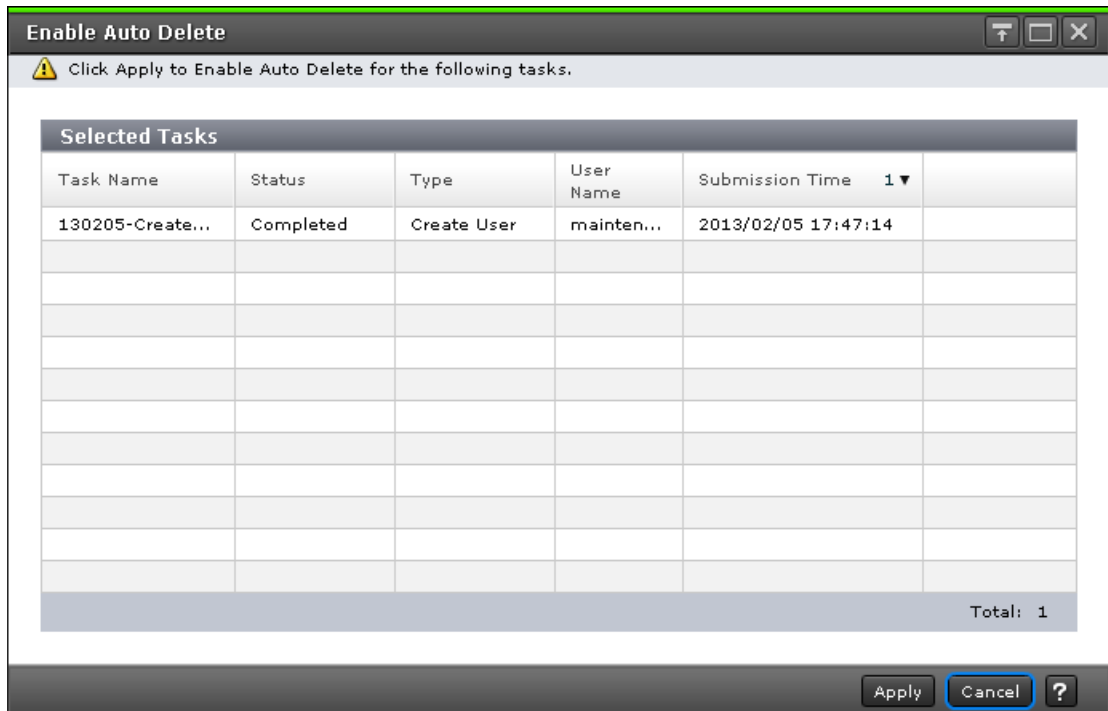 Enable Auto Delete
Click Apply to Enable Auto Delete for the following tasks.
Selected Tasks
Task Name Status Type User Name Submission Time 1▼
130205-Create... Completed Create User mainten... 2013/02/05 17:47:14
Total: 1
Apply Cancel ?